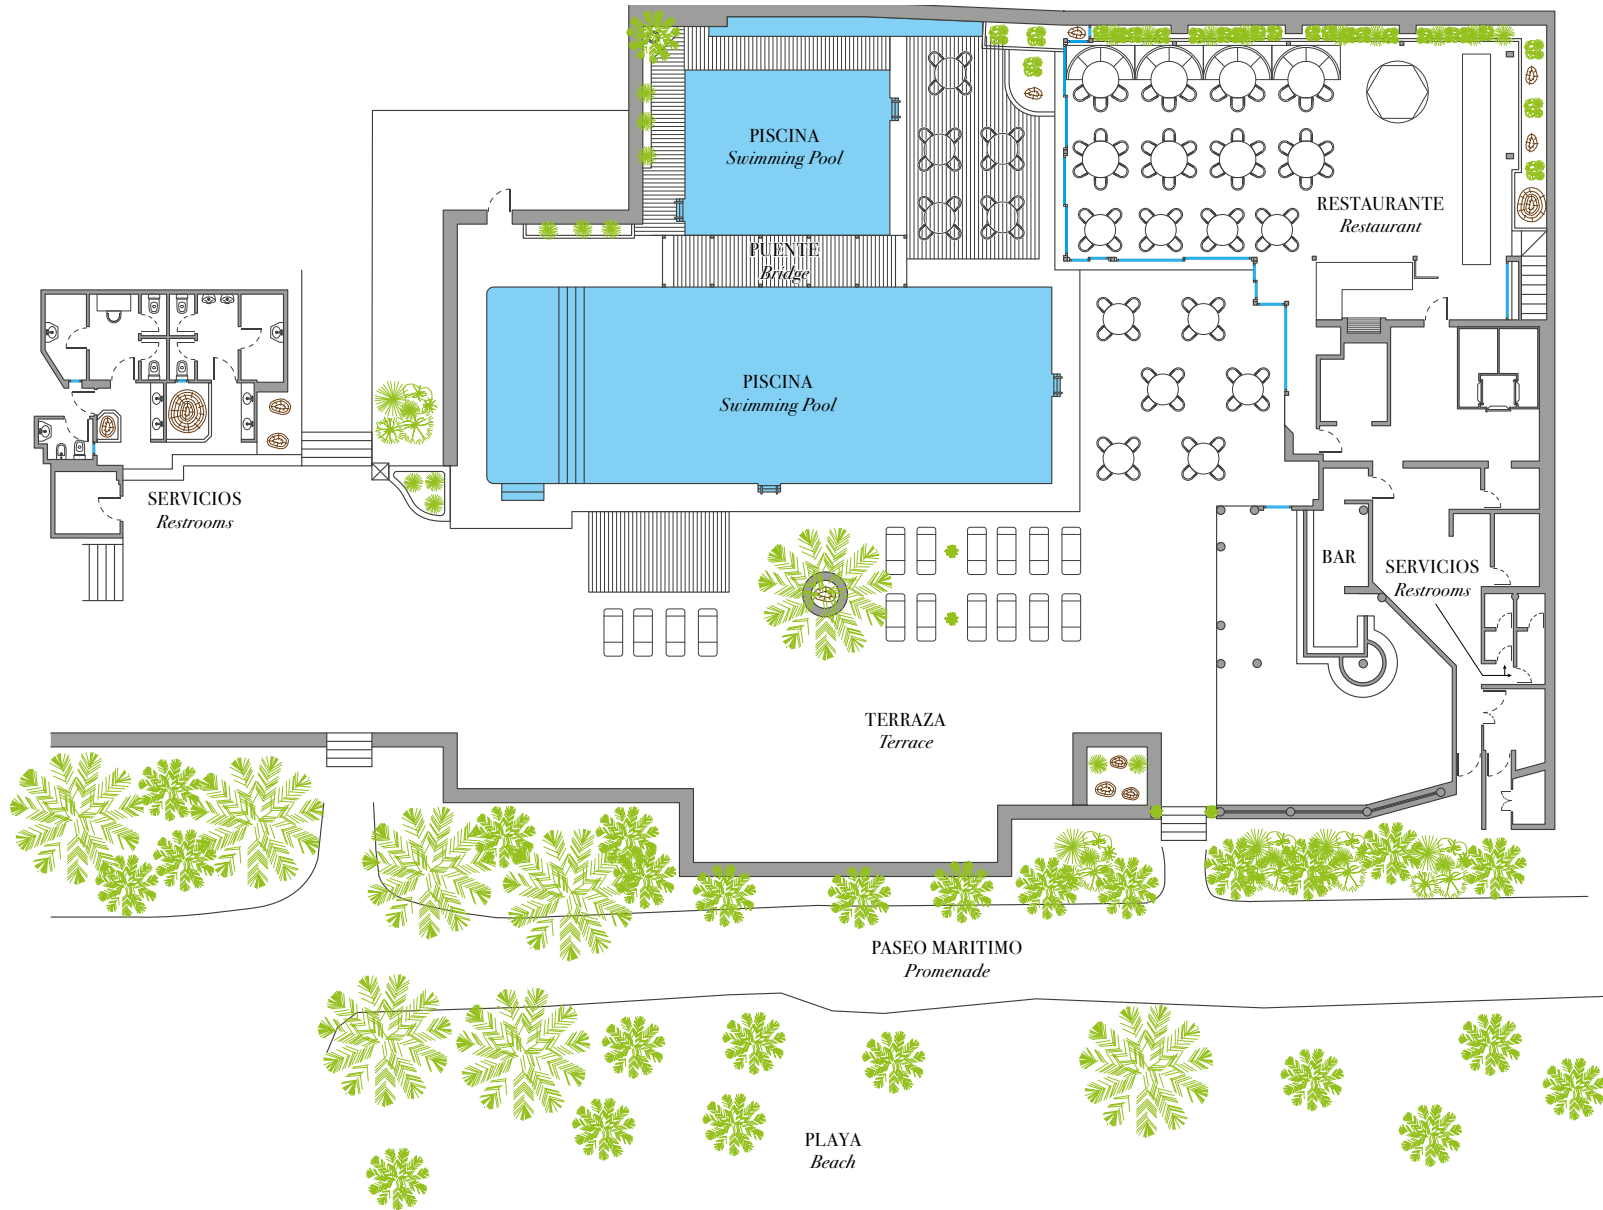 PISCINA
Swimming Pool
RESTAURANTE
Restaurant
PUENTE
Bridge
PISCINA
Swimming Pool
SERVICIOS
Restrooms
BAR
SERVICIOS
Restrooms
TERRAZA
Terrace
PASEO MARITIMO
Promenade
PLAYA
Beach